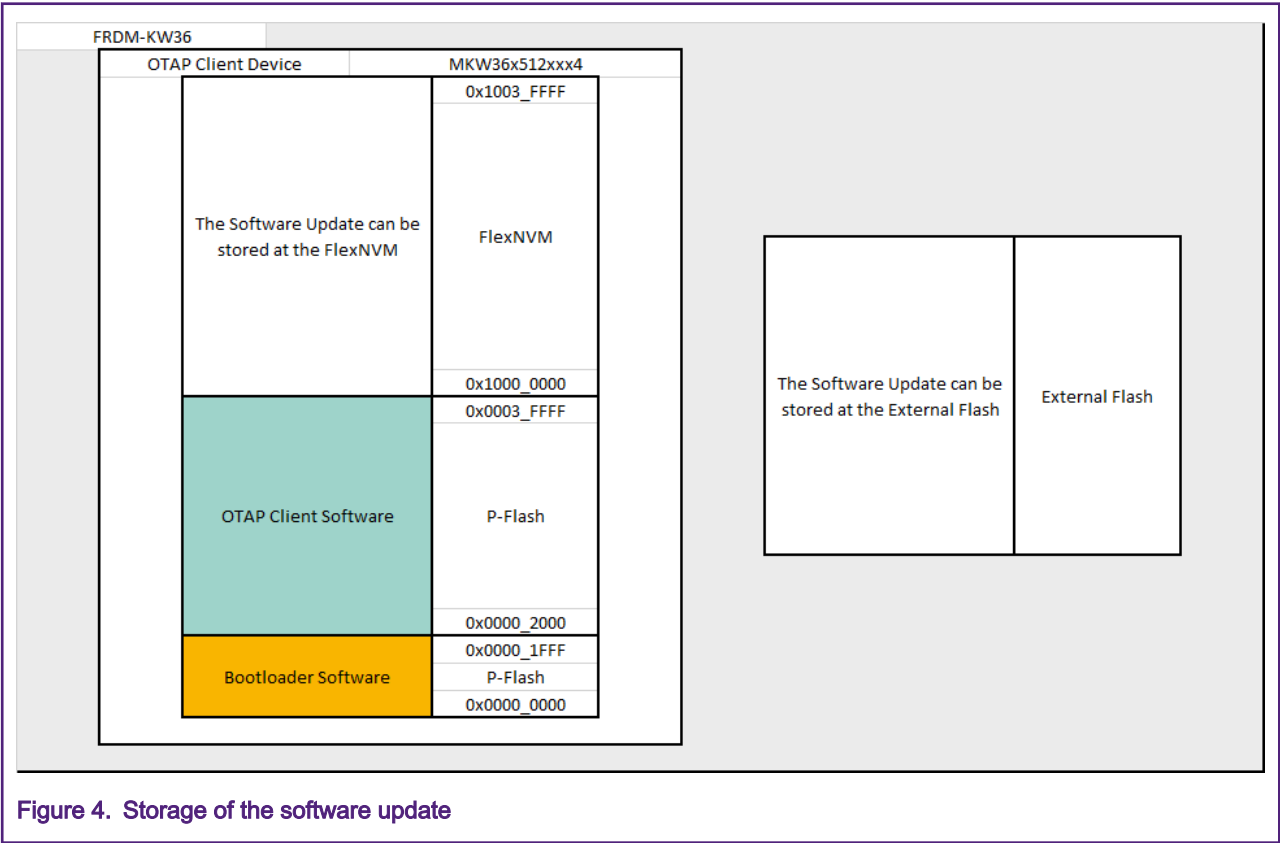 FRDM-KW36
OTAP Client Device
MKW36x512xxx4
0x1003_FFFF
The Software Update can be
stored at the FlexNVM
FlexNVM
0x1000_0000
0x0003_FFFF
OTAP Client Software
P-Flash
0x0000_2000
0x0000_1FFF
Bootloader Software
P-Flash
0x0000_0000
The Software Update can be
stored at the External Flash
External Flash
Figure 4. Storage of the software update